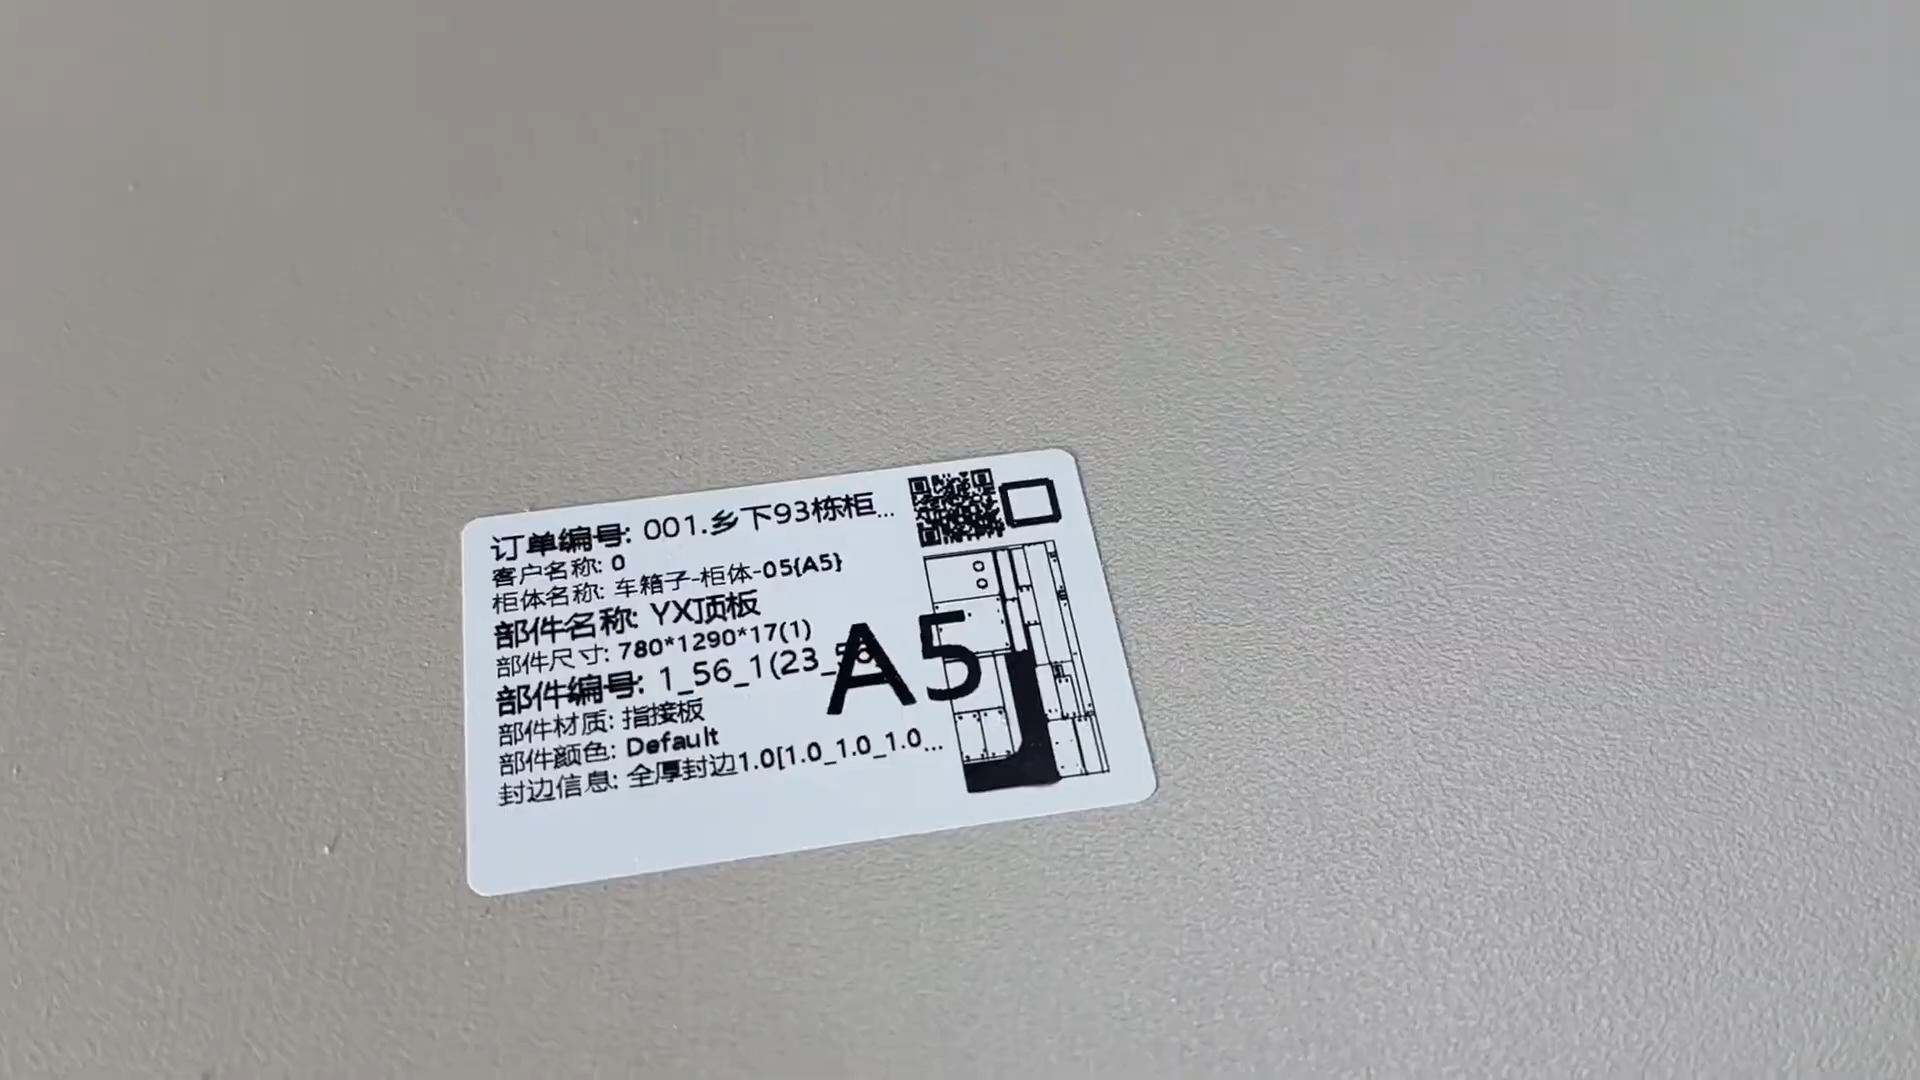 订单编号: 001.乡下93栋柜...
客户名称: 0
柜体名称: 车箱子-柜体-05{A5}
部件名称: YX顶板
部件尺寸: 780*1290*17(1)
部件编号: 1_56_1(23_56
A5
部件材质: 指接板
部件颜色: Default
封边信息: 全厚封边1.0[1.0_1.0_1.0...